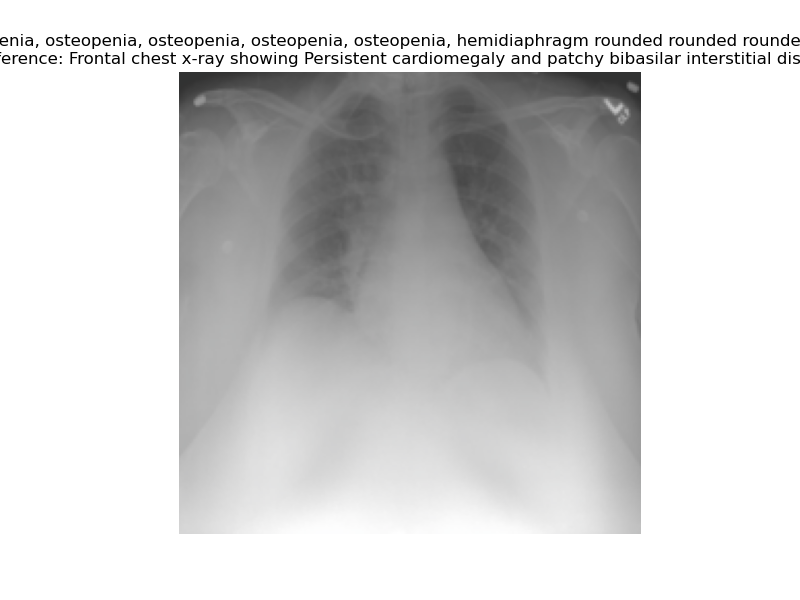 enia, osteopenia, osteopenia, osteopenia, osteopenia, hemidiaphragm rounded rounded rounde
ference: Frontal chest x-ray showing Persistent cardiomegaly and patchy bibasilar interstitial dis